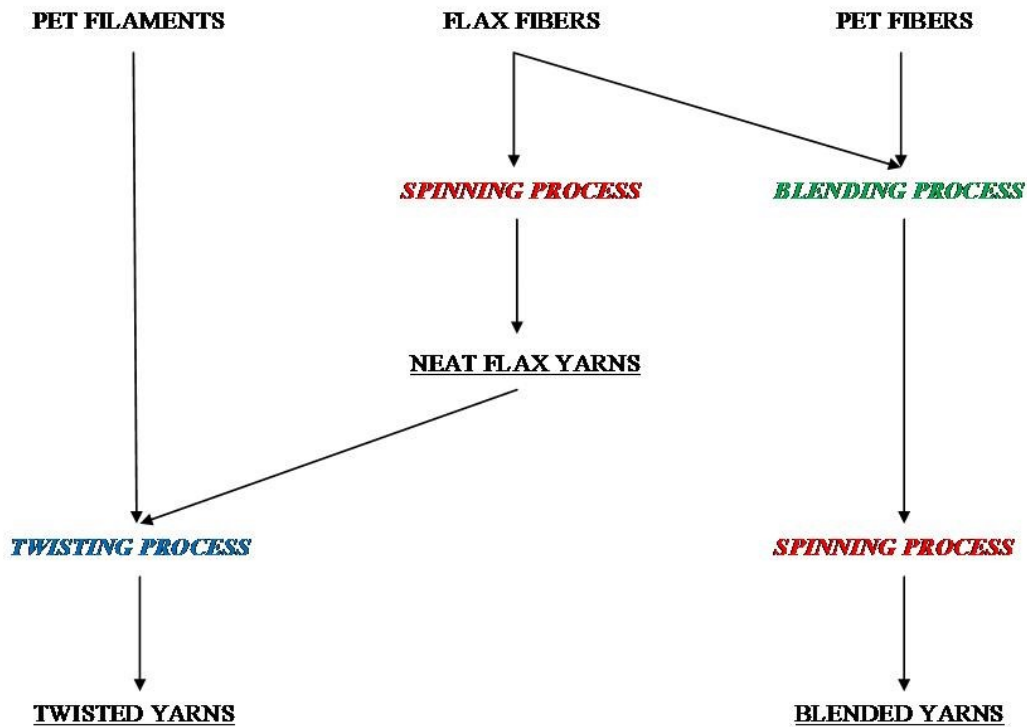 PET FILAMENTS
FLAX FIBERS
PET FIBERS
SPINNING PROCESS
BLENDING PROCESS
NEAT FLAX YARNS
TWISTING PROCESS
SPINNING PROCESS
TWISTED YARNS
BLENDED YARNS